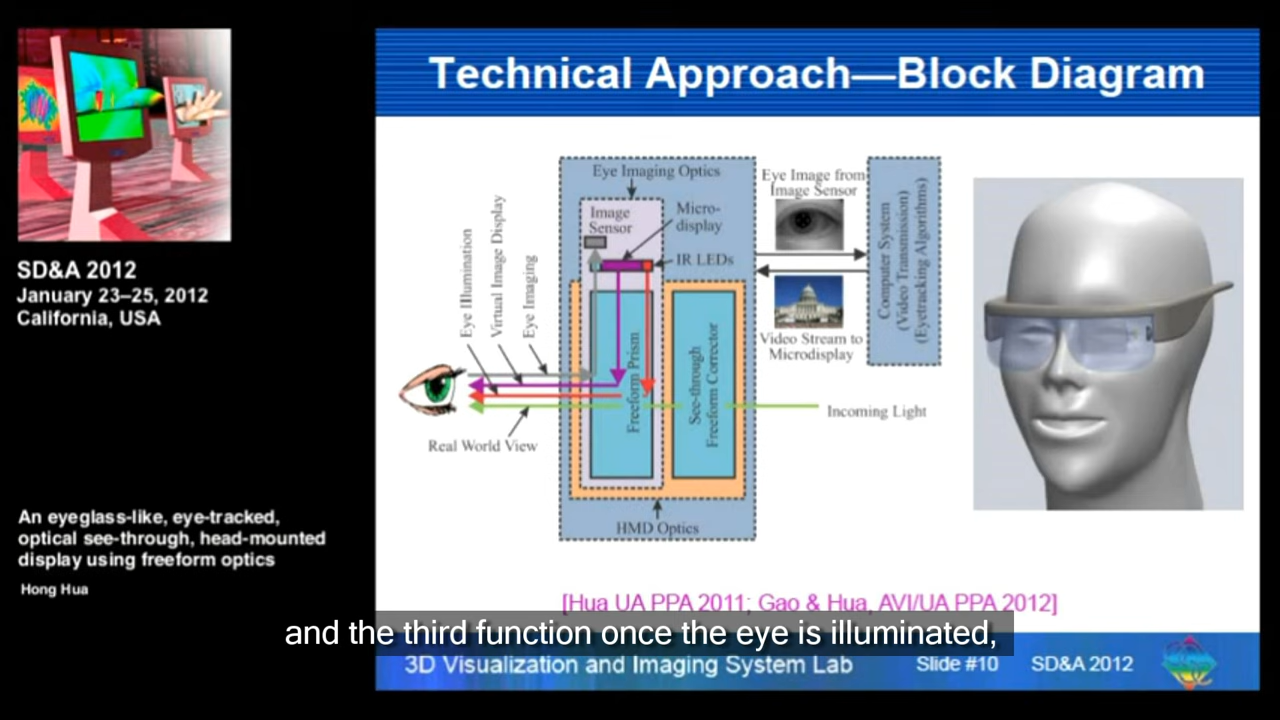 Technical Approach—Block Diagram
SD&A 2012
January 23–25, 2012
California, USA
An eyeglass-like, eye-tracked,
optical see-through, head-mounted
display using freeform optics
Hong Hua
Eye Imaging Optics
Image
Sensor
Micro-
display
IR LEDs
Eye Illumination
Virtual Image Display
Eye Imaging
Freeform Prism
See-through
Freeform Corrector
Eye Image from
Image Sensor
Video Stream to
Microdisplay
Computer System
(Video Transmission)
(Eyetracking Algorithms)
Incoming Light
Real World View
HMD Optics
[Hua UA PPA 2011; Gao & Hua, AVI/UA PPA 2012]
and the third function once the eye is illuminated,
3D Visualization and Imaging System Lab
Slide #10
SD&A 2012